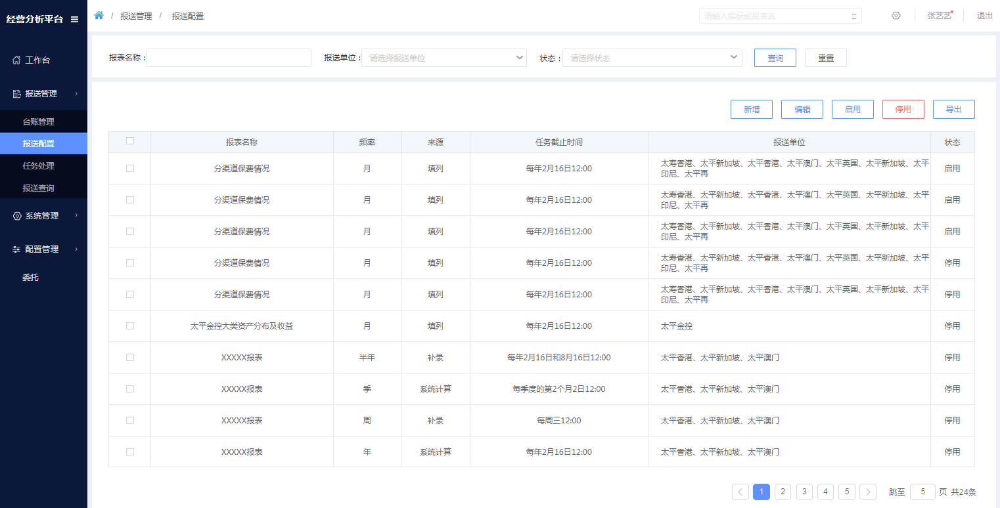 经营分析平台
/ 报送管理 / 报送配置
请输入指标或报表名
张艺艺
退出
工作台
报送管理
台账管理
报送配置
任务处理
报送查询
系统管理
配置管理
委托
报表名称：
报送单位：
请选择报送单位
状态：
请选择状态
查询
重置
新增
编辑
启用
停用
导出
报表名称 频率 来源 任务截止时间 报送单位 状态
分渠道保费情况 月 填列 每年2月16日12:00 太寿香港、太平新加坡、太平香港、太平澳门、太平英国、太平新加坡、太平
印尼、太平再 启用
分渠道保费情况 月 填列 每年2月16日12:00 太寿香港、太平新加坡、太平香港、太平澳门、太平英国、太平新加坡、太平
印尼、太平再 启用
分渠道保费情况 月 填列 每年2月16日12:00 太寿香港、太平新加坡、太平香港、太平澳门、太平英国、太平新加坡、太平
印尼、太平再 启用
分渠道保费情况 月 填列 每年2月16日12:00 太寿香港、太平新加坡、太平香港、太平澳门、太平英国、太平新加坡、太平
印尼、太平再 停用
分渠道保费情况 月 填列 每年2月16日12:00 太寿香港、太平新加坡、太平香港、太平澳门、太平英国、太平新加坡、太平
印尼、太平再 停用
太平金控大类资产分布及收益 月 填列 每年2月16日12:00 太平金控 停用
XXXXX报表 半年 补录 每年2月16日和8月16日12:00 太平香港、太平新加坡、太平澳门 停用
XXXXX报表 季 系统计算 每季度的第2个月2日12:00 太平香港、太平新加坡、太平澳门 停用
XXXXX报表 周 补录 每周三12:00 太平香港、太平新加坡、太平澳门 停用
XXXXX报表 年 系统计算 每年2月16日12:00 太平香港、太平新加坡、太平澳门 停用
1 2 3 4 5 跳至 5 页 共24条